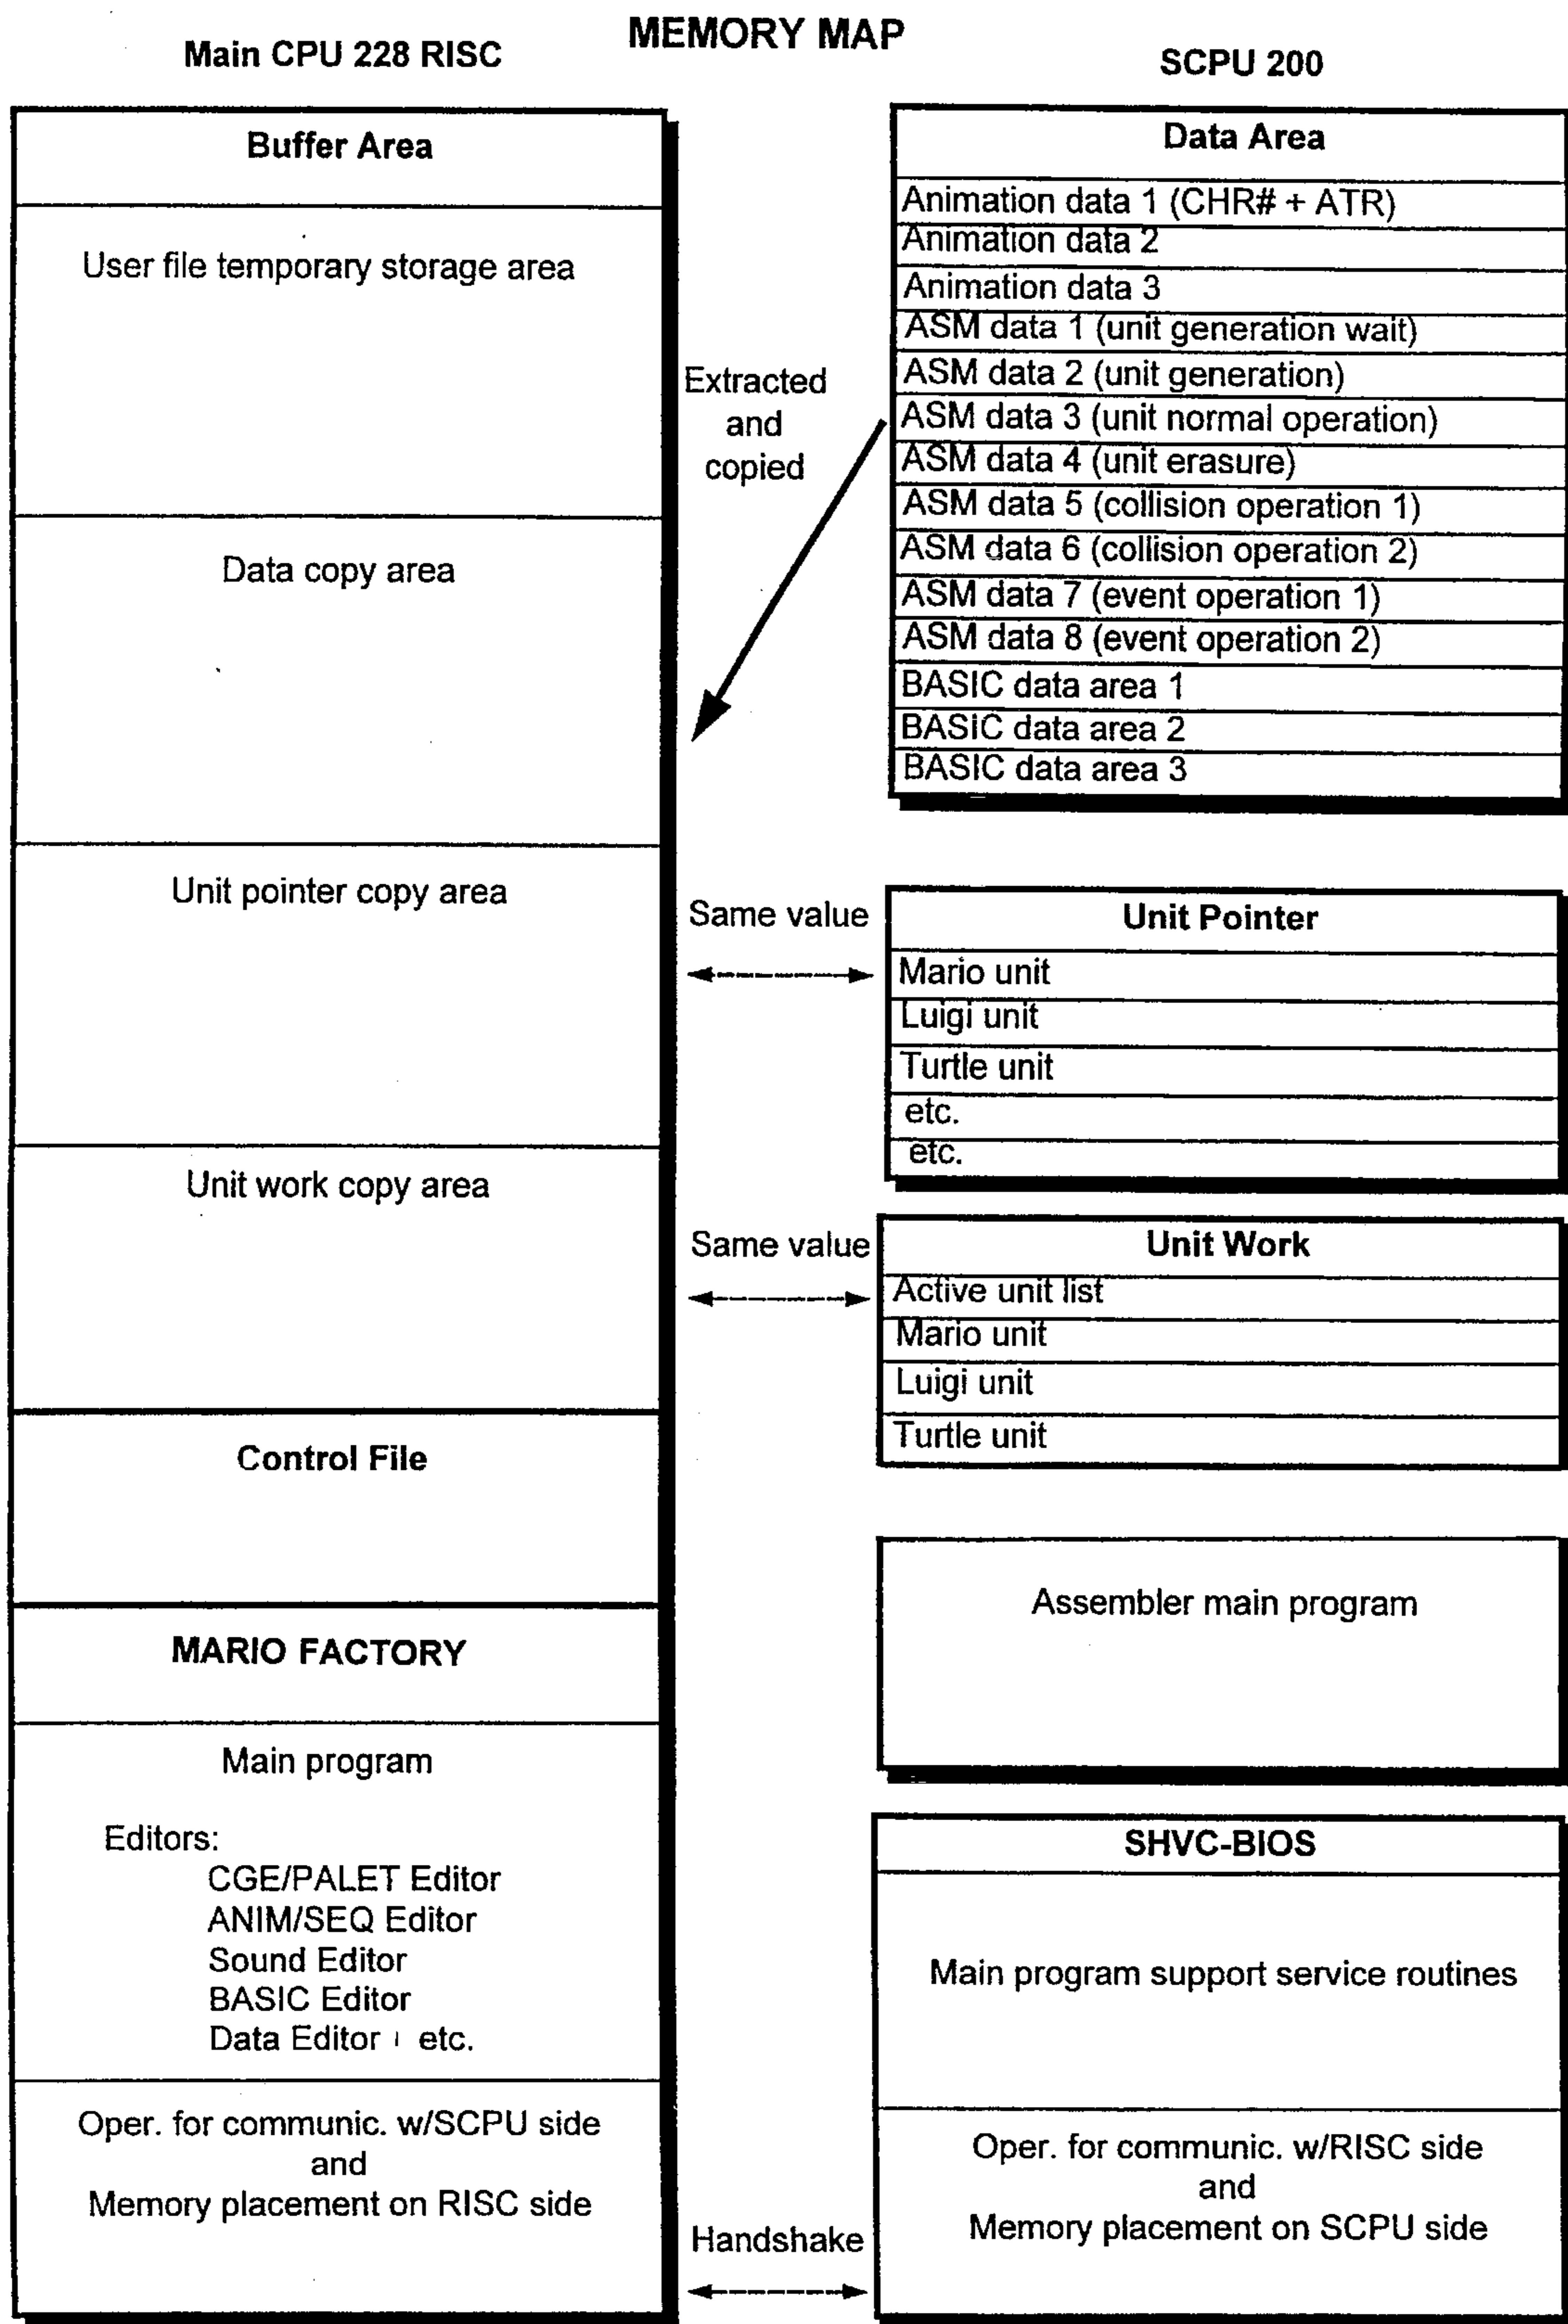 MEMORY MAP
Main CPU 228 RISC
Buffer Area
User file temporary storage area
Data copy area
Unit pointer copy area
Unit work copy area
Control File
MARIO FACTORY
Main program
Editors:
CGE/PALET Editor
ANIM/SEQ Editor
Sound Editor
BASIC Editor
Data Editor etc.
Oper. for communic. w/SCPU side
and
Memory placement on RISC side
Extracted
and
copied
Same value
Same value
Handshake
SCPU 200
Data Area
Animation data 1 (CHR# + ATR)
Animation data 2
Animation data 3
ASM data 1 (unit generation wait)
ASM data 2 (unit generation)
ASM data 3 (unit normal operation)
ASM data 4 (unit erasure)
ASM data 5 (collision operation 1)
ASM data 6 (collision operation 2)
ASM data 7 (event operation 1)
ASM data 8 (event operation 2)
BASIC data area 1
BASIC data area 2
BASIC data area 3
Unit Pointer
Mario unit
Luigi unit
Turtle unit
etc.
etc.
Unit Work
Active unit list
Mario unit
Luigi unit
Turtle unit
Assembler main program
SHVC-BIOS
Main program support service routines
Oper. for communic. w/RISC side
and
Memory placement on SCPU side